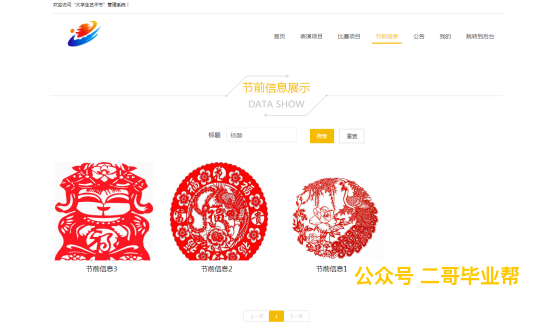 欢迎访问 “大学生艺术节” 管理系统！
首页 表演项目 比赛项目 节前信息 公告 我的 跳转到后台
节前信息展示
DATA SHOW
标题 标题 搜索 重置
节前信息3 节前信息2 节前信息1
公众号 二哥毕业帮
上一页 1 下一页